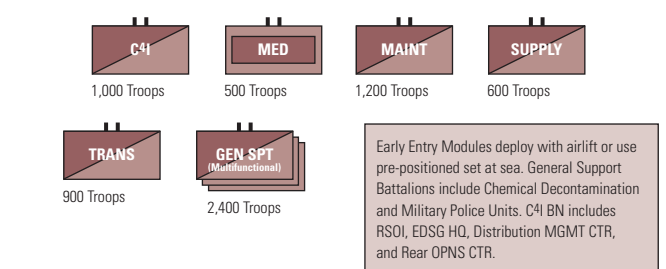 C4I
MED
MAINT
SUPPLY
1,000 Troops
500 Troops
1,200 Troops
600 Troops
TRANS
GEN SPT
(Multifunctional)
900 Troops
2,400 Troops
Early Entry Modules deploy with airlift or use
pre-positioned set at sea. General Support
Battalions include Chemical Decontamination
and Military Police Units. C4I BN includes
RSOI, EDSG HQ, Distribution MGMT CTR,
and Rear OPNS CTR.